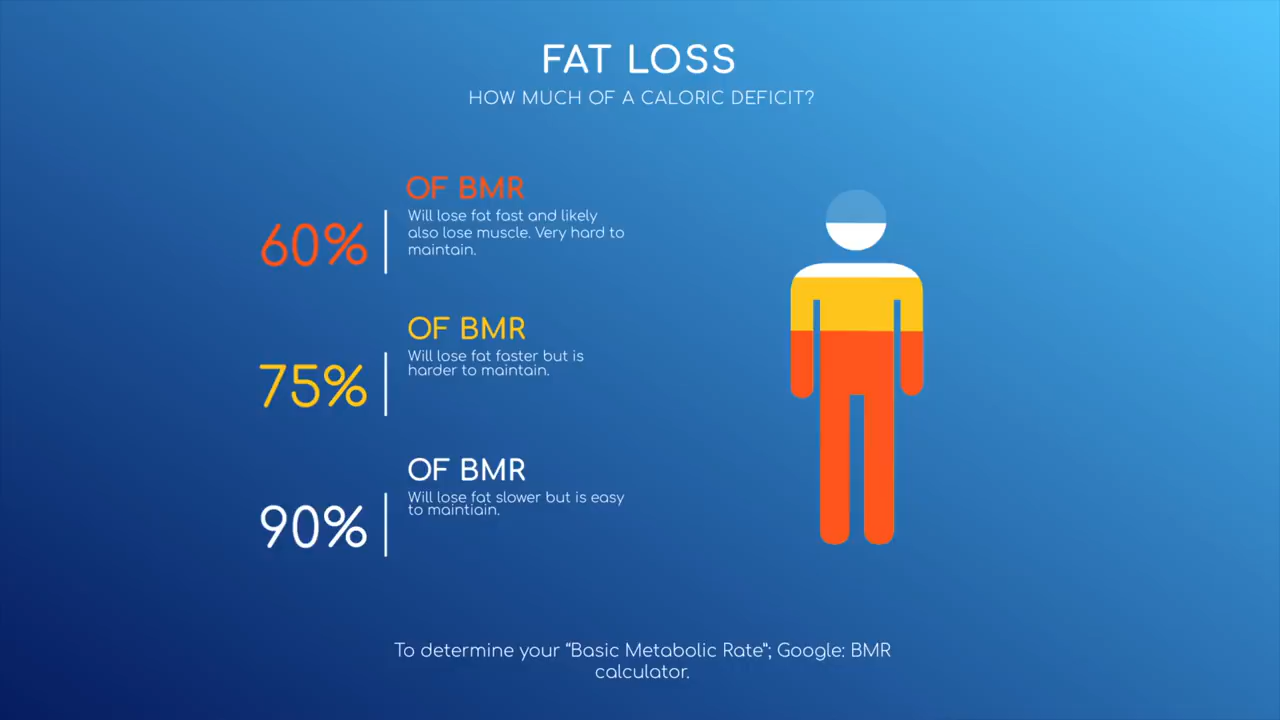 FAT LOSS
HOW MUCH OF A CALORIC DEFICIT?
60%
OF BMR
Will lose fat fast and likely
also lose muscle. Very hard to
maintain.
75%
OF BMR
Will lose fat faster but is
harder to maintain.
90%
OF BMR
Will lose fat slower but is easy
to maintiain.
To determine your “Basic Metabolic Rate”; Google: BMR
calculator.